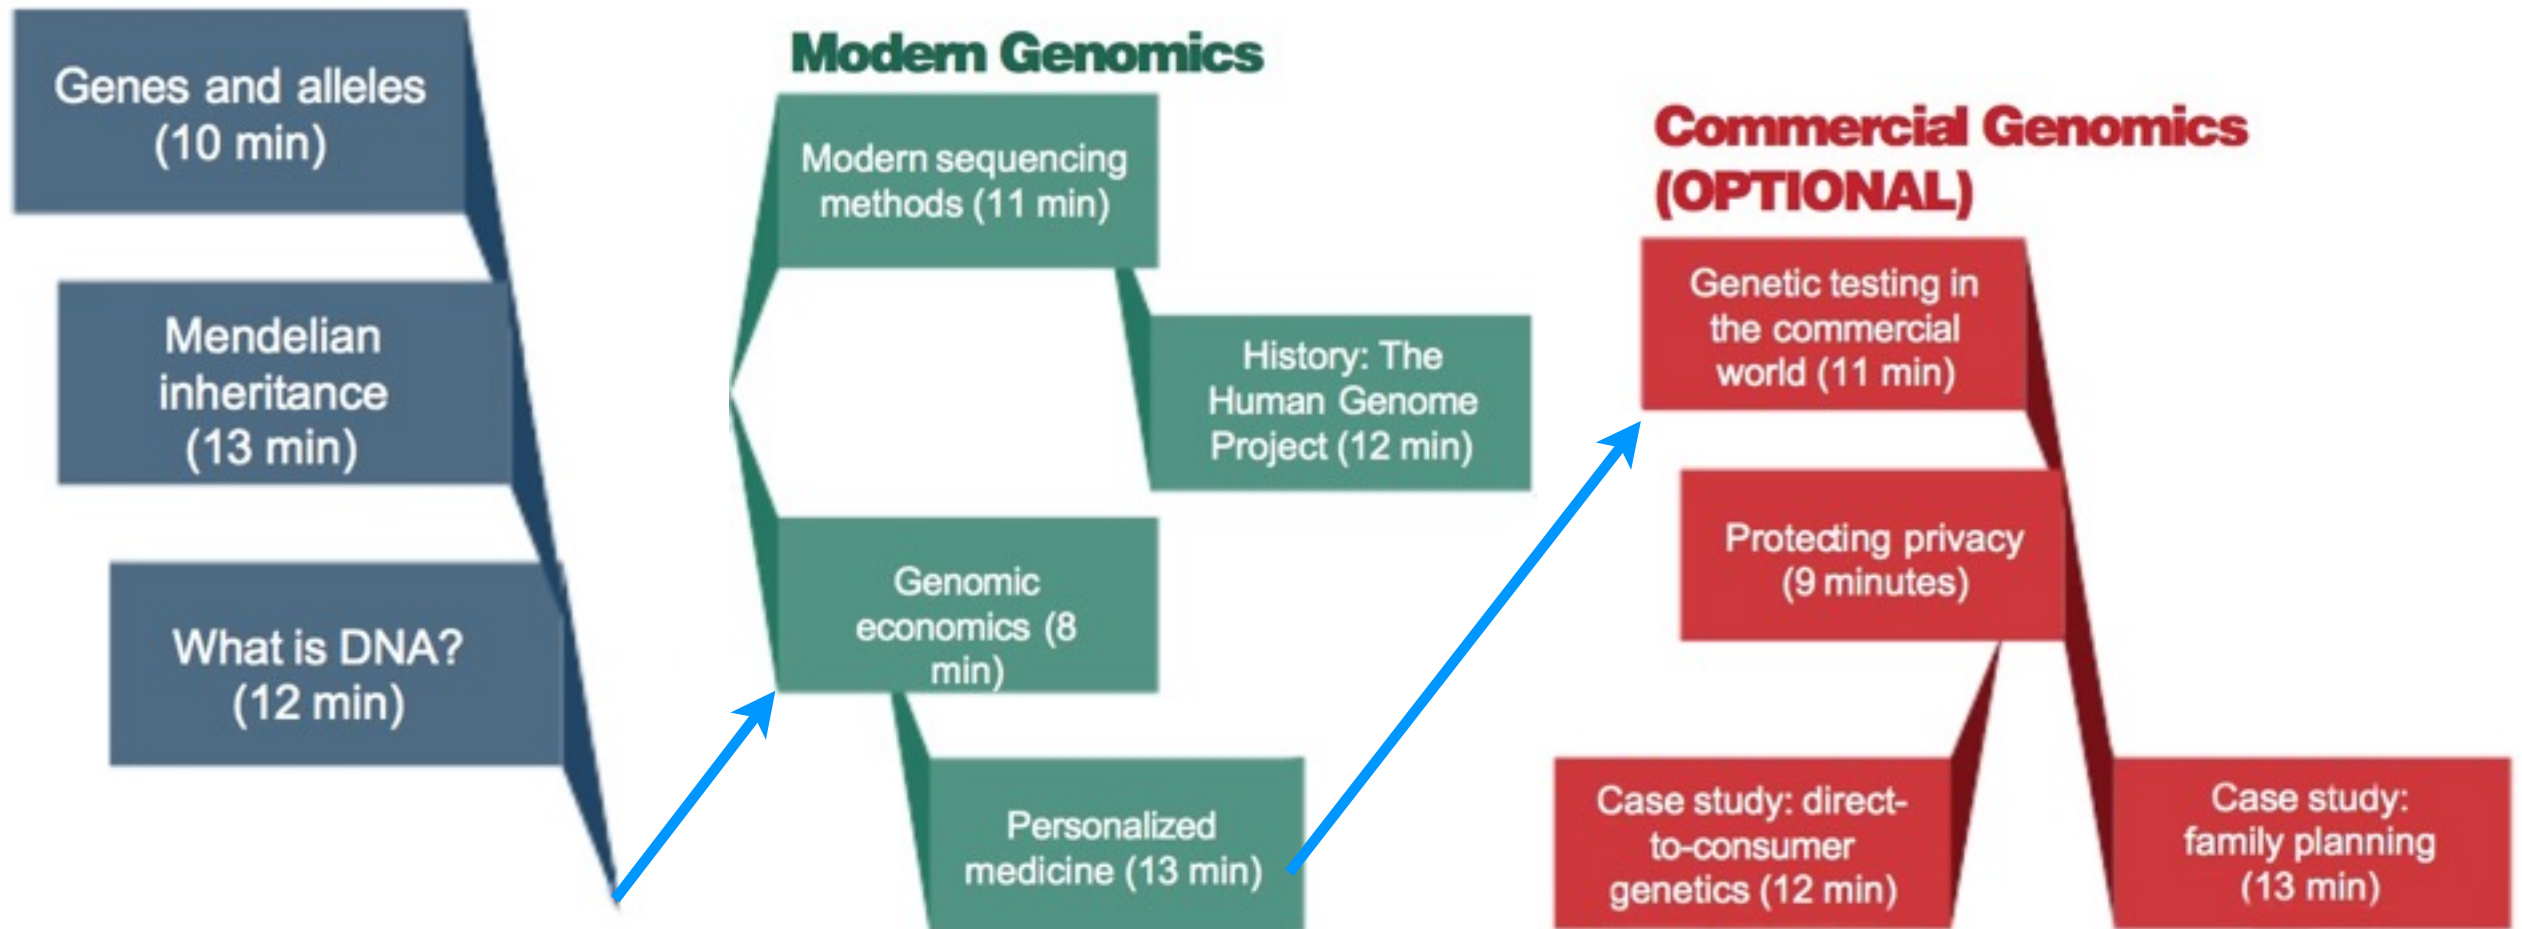 Genes and alleles
(10 min)
Mendelian
inheritance
(13 min)
What is DNA?
(12 min)
Modern Genomics
Modern sequencing
methods (11 min)
History: The
Human Genome
Project (12 min)
Genomic
economics (8
min)
Personalized
medicine (13 min)
Commercial Genomics
(OPTIONAL)
Genetic testing in
the commercial
world (11 min)
Protecting privacy
(9 minutes)
Case study: direct-
to-consumer
genetics (12 min)
Case study:
family planning
(13 min)